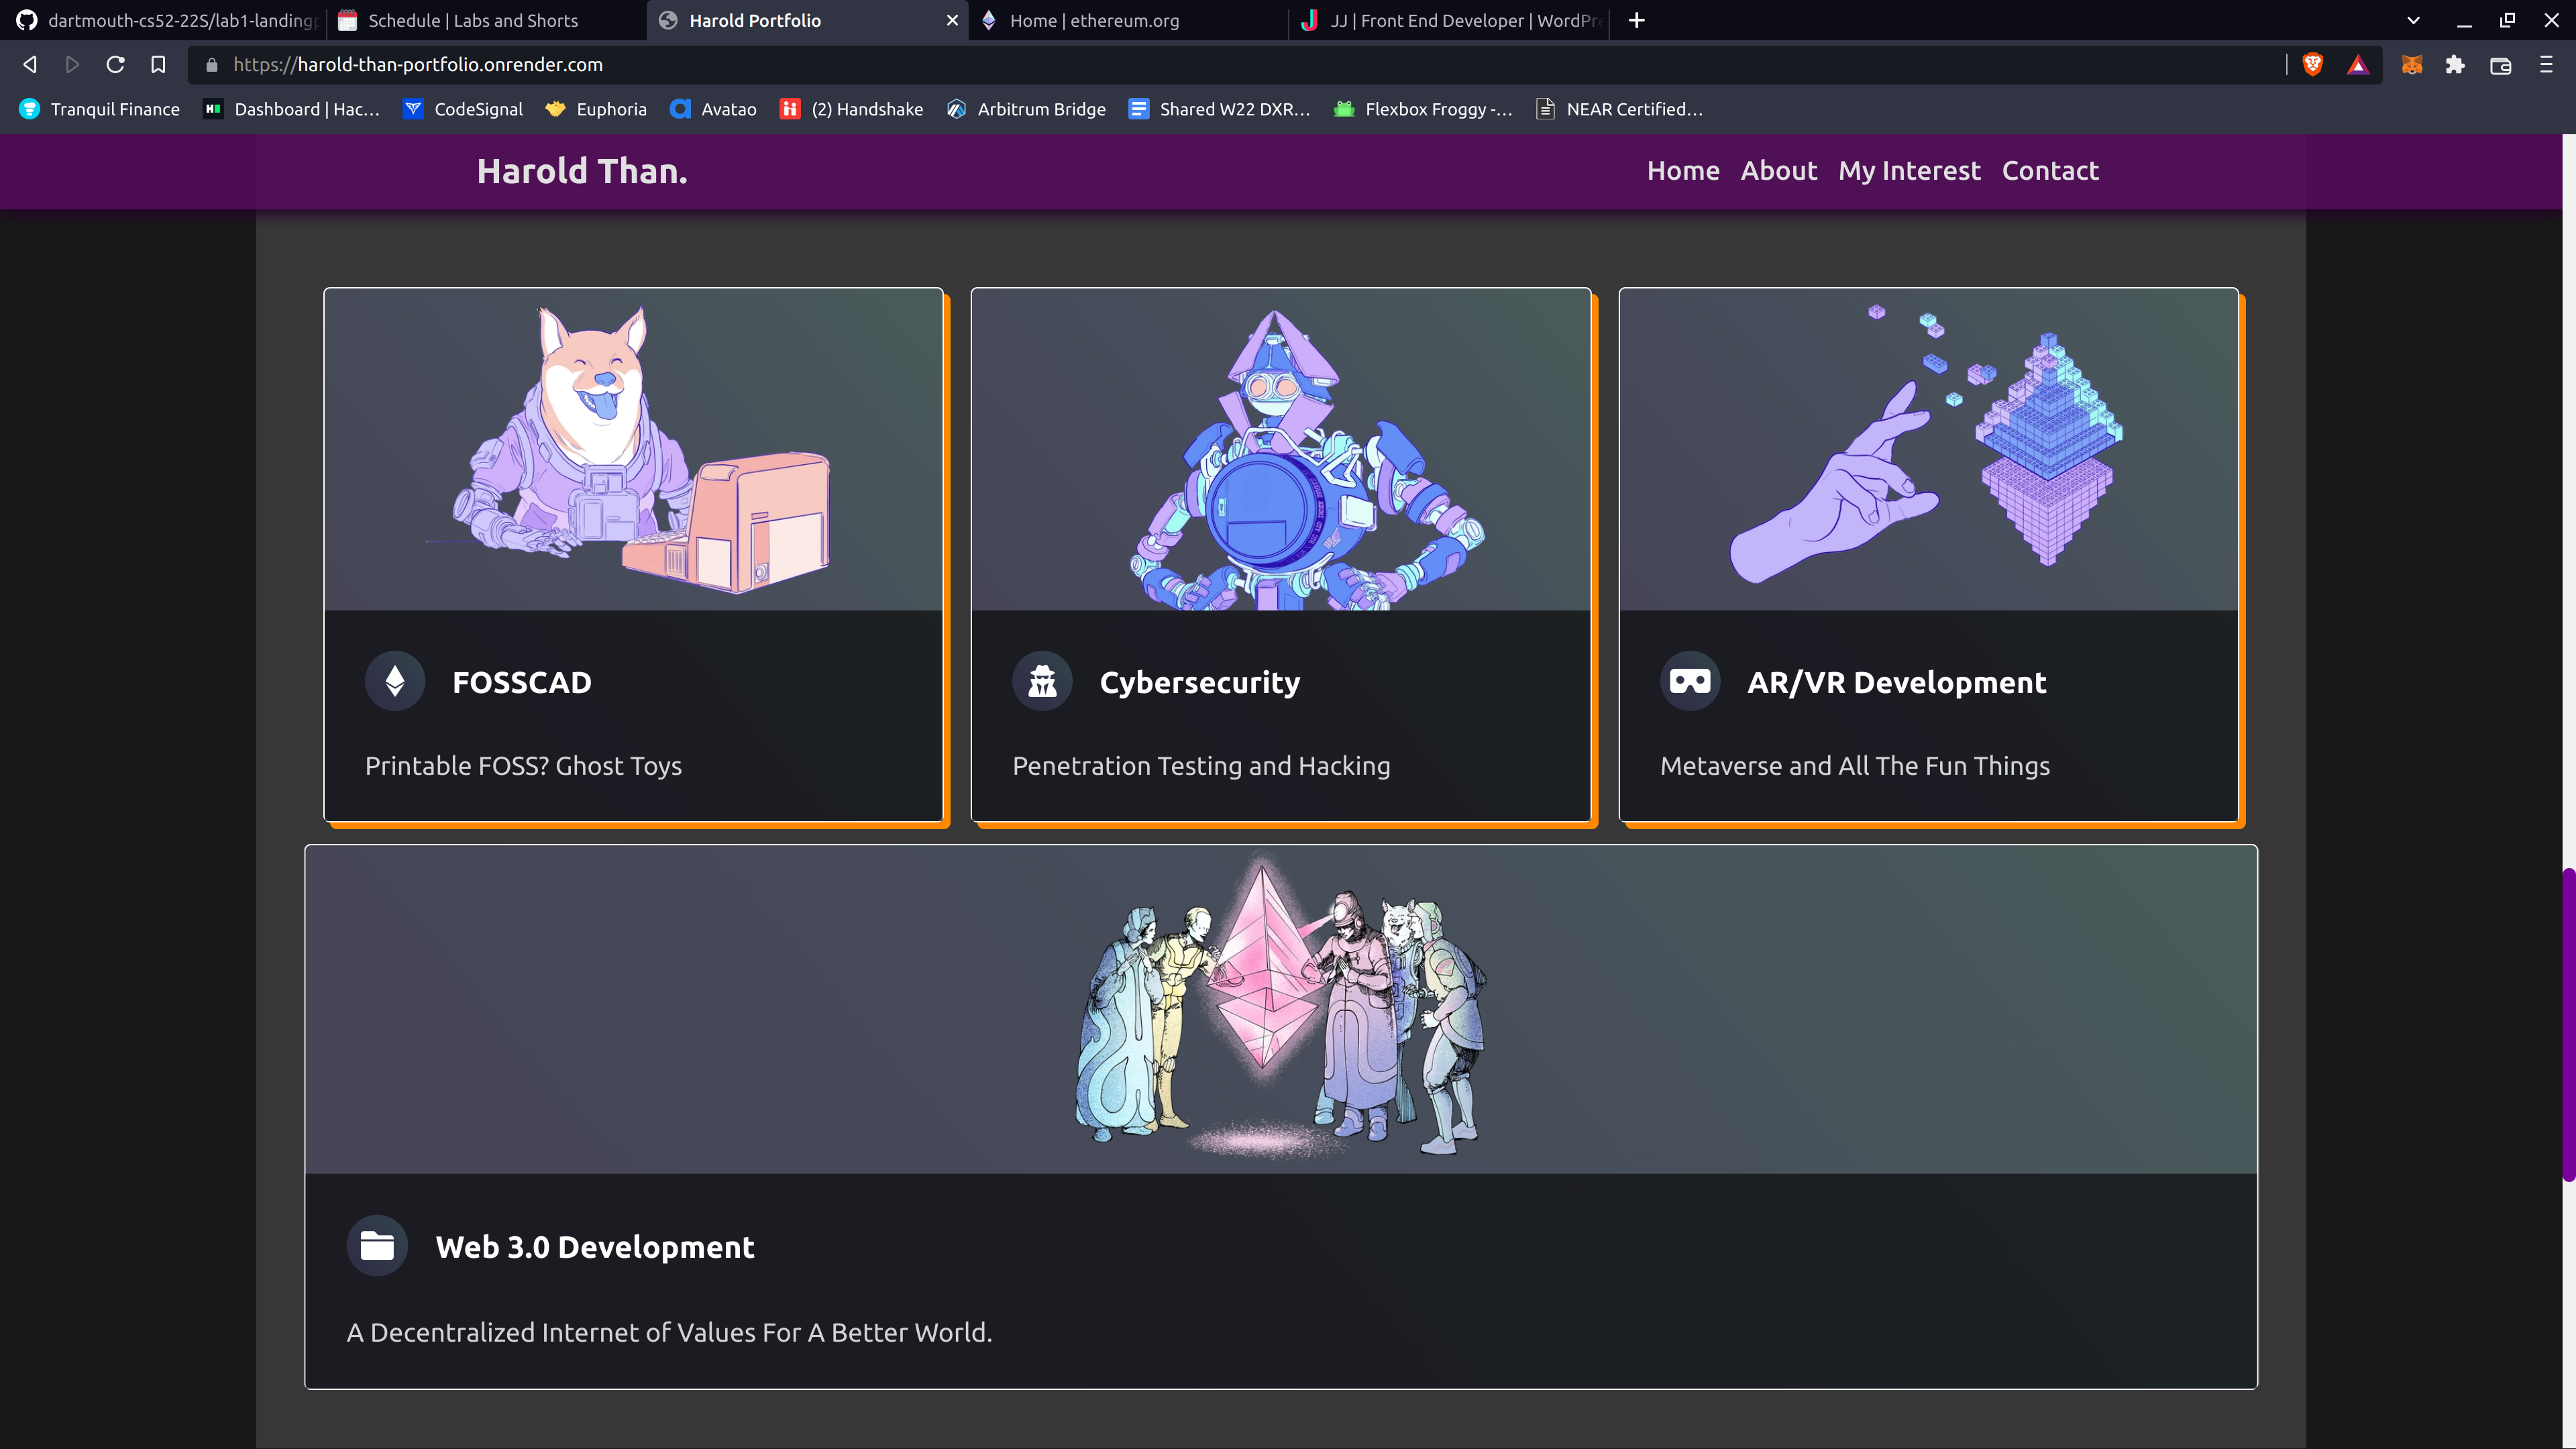 dartmouth-cs52-22S/lab1-landingp
Schedule | Labs and Shorts
Harold Portfolio
Home | ethereum.org
JJ | Front End Developer | WordPre
https://harold-than-portfolio.onrender.com
Tranquil Finance
Dashboard | Hac...
CodeSignal
Euphoria
Avatao
(2) Handshake
Arbitrum Bridge
Shared W22 DXR...
Flexbox Froggy -...
NEAR Certified...
Harold Than.
Home About My Interest Contact
FOSSCAD
Printable FOSS? Ghost Toys
Cybersecurity
Penetration Testing and Hacking
AR/VR Development
Metaverse and All The Fun Things
Web 3.0 Development
A Decentralized Internet of Values For A Better World.